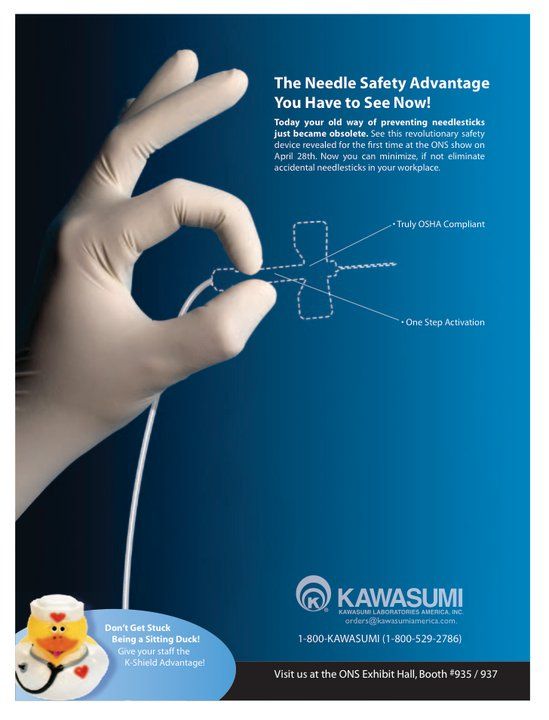 The Needle Safety Advantage
You Have to See Now!
Today your old way of preventing needlesticks
just became obsolete. See this revolutionary safety
device revealed for the first time at the ONS show on
April 28th. Now you can minimize, if not eliminate
accidental needlesticks in your workplace.
• Truly OSHA Compliant
• One Step Activation
K ®
KAWASUMI
KAWASUMI LABORATORIES AMERICA, INC.
orders@kawasumiamerica.com.
1-800-KAWASUMI (1-800-529-2786)
Don't Get Stuck
Being a Sitting Duck!
Give your staff the
K-Shield Advantage!
Visit us at the ONS Exhibit Hall, Booth #935 / 937